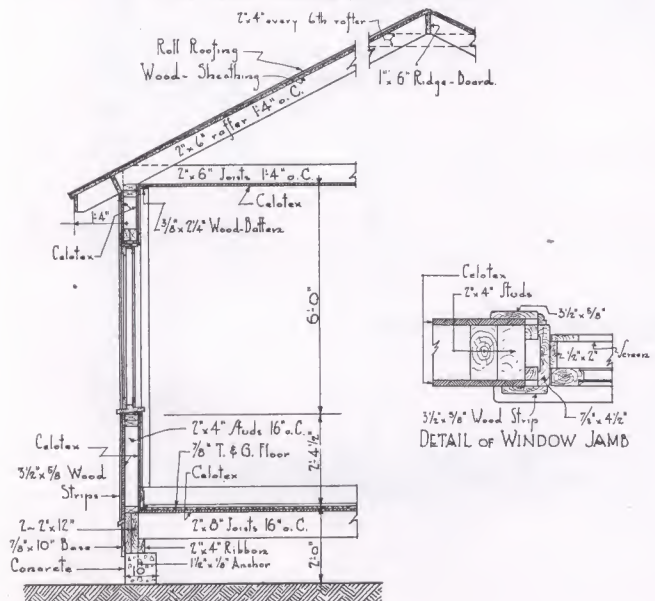 2"x4" every 6th rafter
Roll Roofing
Wood-Sheathing
1"x6" Ridge-Board.
2"x6" rafter 1'-4" o.C.
2"x6" Joists 1'-4" o.C.
Celotex
1'-4"
3/8"x2 1/4" Wood-Battens
Celotex
6'-0"
Celotex
2"x4" Studs
3 1/2"x5/8"
Screen
2 1/2"x2"
3 1/2"x5/8" Wood Strip
7/8"x4 1/2"
DETAIL OF WINDOW JAMB
2"x4" Studs 16" o.C.
Celotex
7/8" T. & G. Floor
3 1/2"x5/8 Wood
Strips
Celotex
2'-4 1/2"
2~2"x12"
2"x8" Joists 16" o.C.
7/8"x10" Base
2"x4" Ribbon
Concrete
1 1/2"x1/8" Anchor
2'-0"